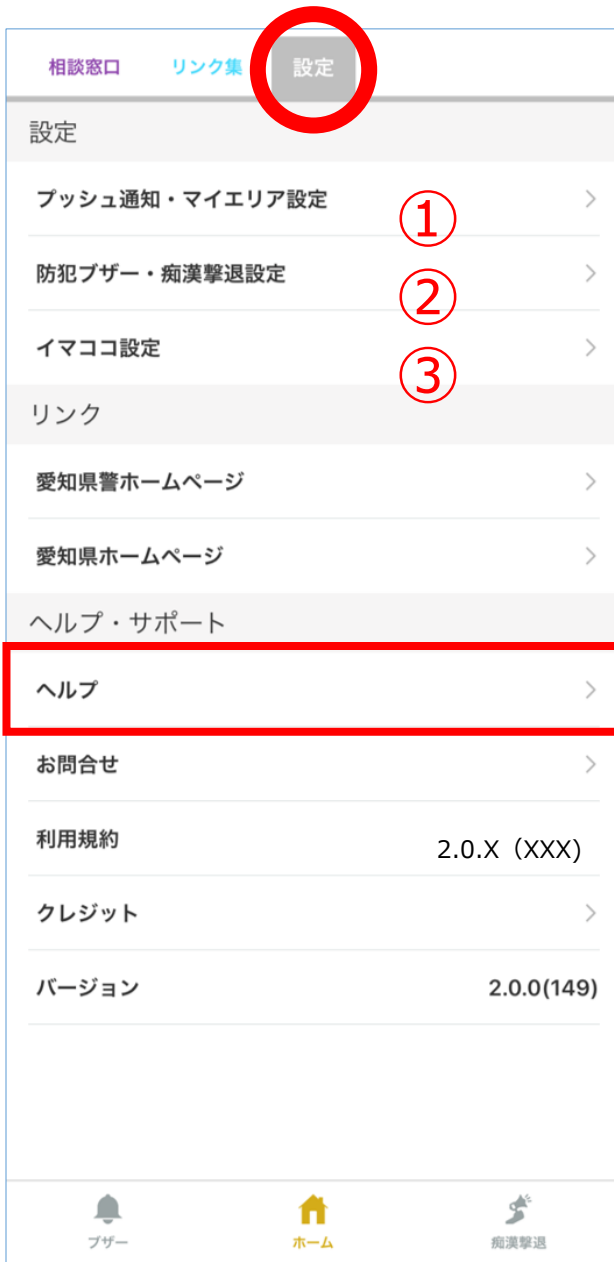 相談窓口 リンク集 設定
設定
プッシュ通知・マイエリア設定 ①
防犯ブザー・痴漢撃退設定 ②
イマココ設定 ③
リンク
愛知県警ホームページ
愛知県ホームページ
ヘルプ・サポート
ヘルプ
お問合せ
利用規約 2.0.X（XXX)
クレジット
バージョン 2.0.0(149)
ブザー ホーム 痴漢撃退